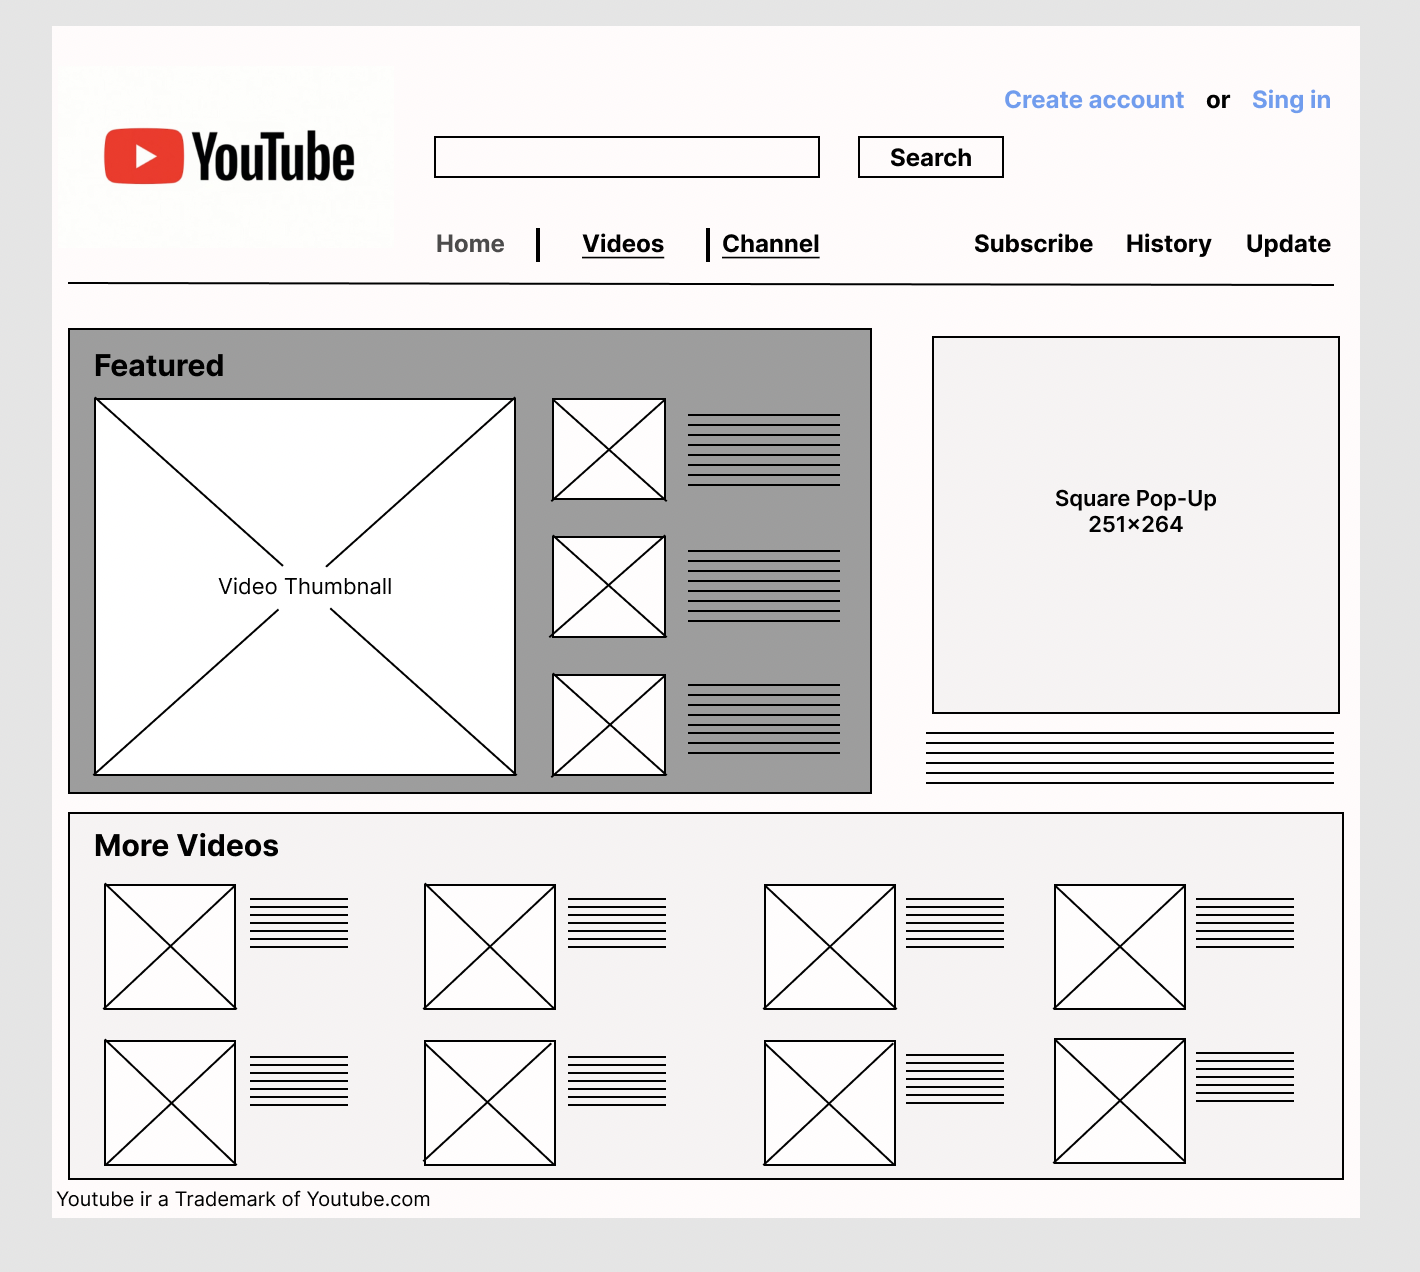 Create account or Sing in
YouTube
Search
Home Videos Channel Subscribe History Update
Featured
Video Thumbnall
Square Pop-Up
251×264
More Videos
Youtube ir a Trademark of Youtube.com